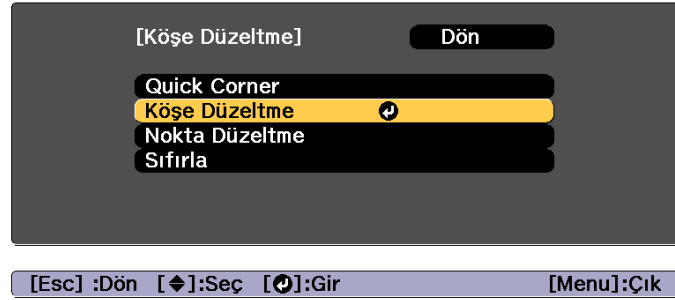 [Köşe Düzeltme] Dön
Quick Corner
Köşe Düzeltme
Nokta Düzeltme
Sıfırla
[Esc] :Dön [◆]:Seç [↵]:Gir [Menu]:Çık